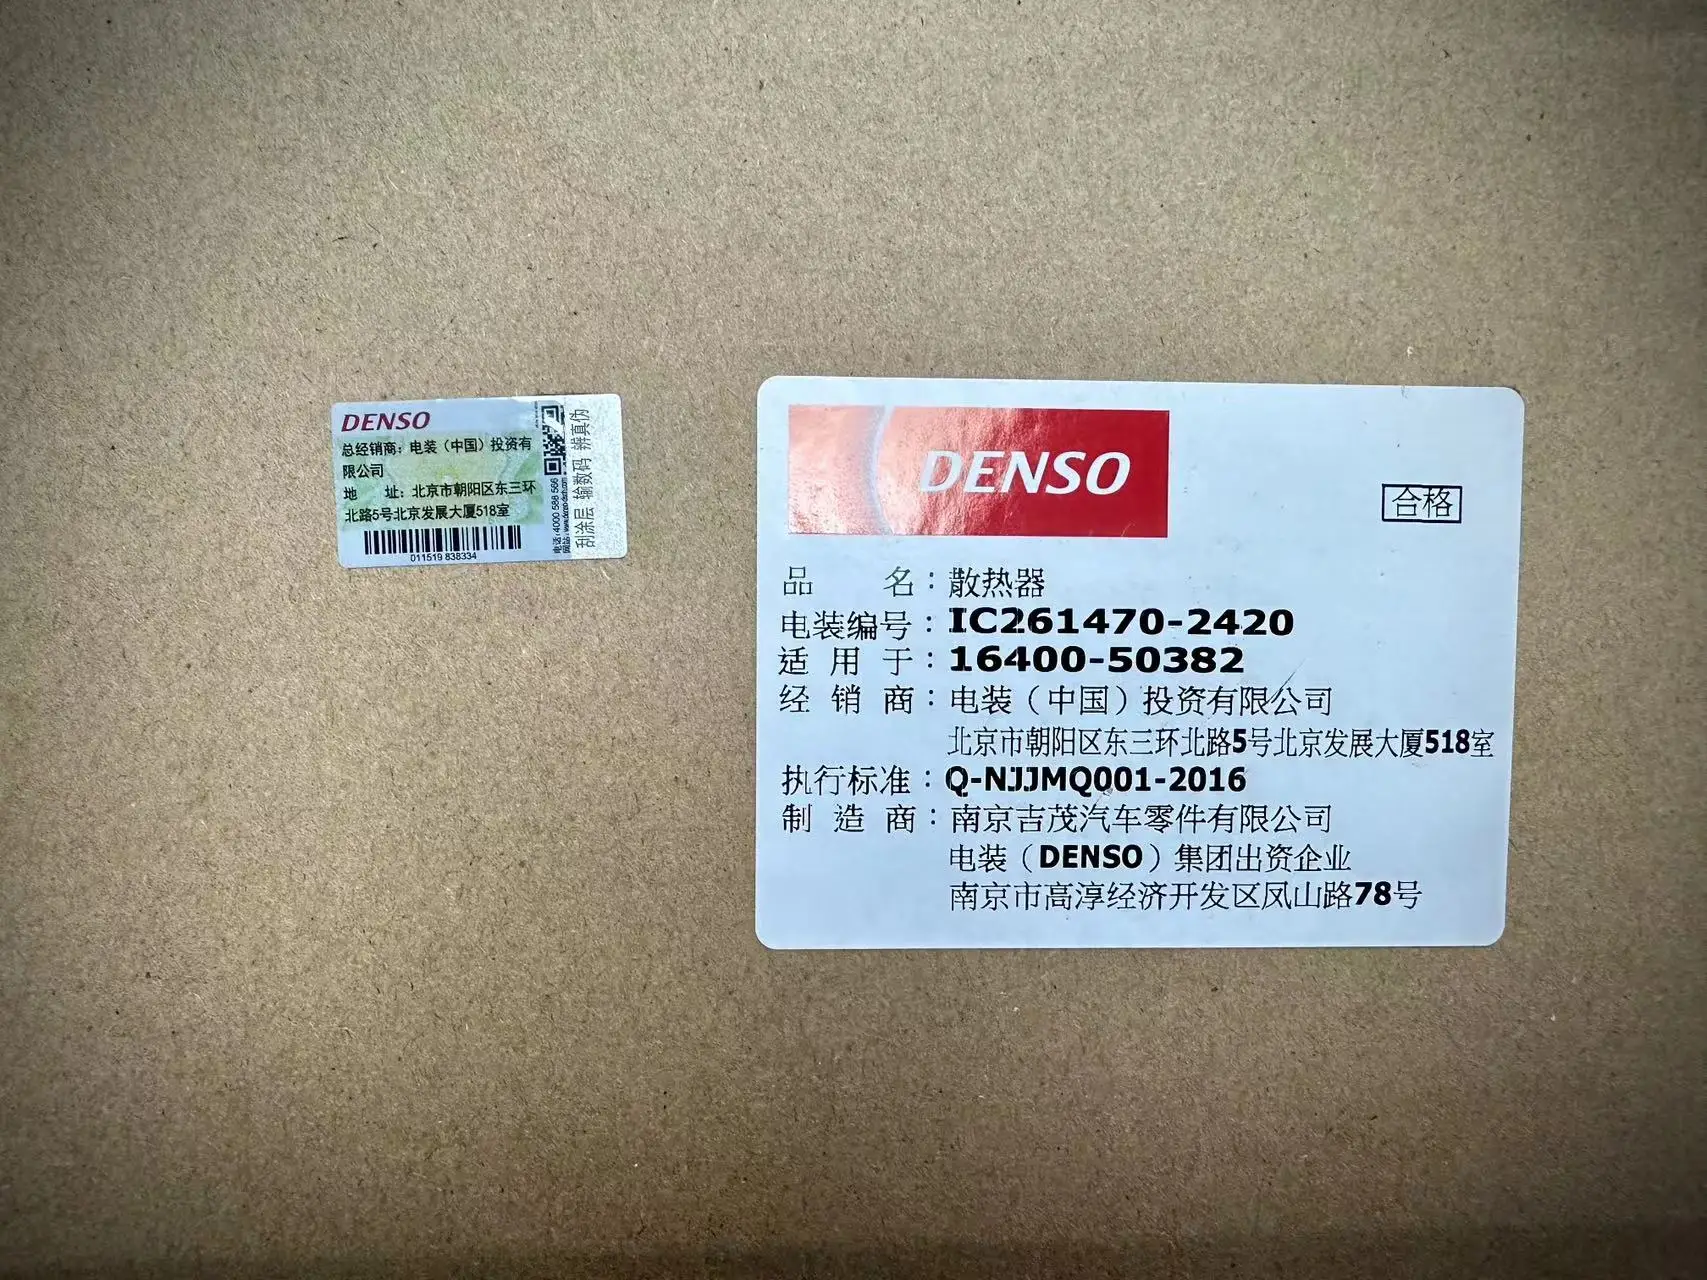 DENSO
总经销商：电装（中国）投资有
限公司
地 址：北京市朝阳区东三环
北路5号北京发展大厦518室
011519 838334
电话：4000 588 566
刮涂层 输数码 辨真伪
DENSO
合格
品 名：散热器
电装编号：IC261470-2420
适 用 于：16400-50382
经 销 商：电装（中国）投资有限公司
北京市朝阳区东三环北路5号北京发展大厦518室
执行标准：Q-NJJMQ001-2016
制 造 商：南京吉茂汽车零件有限公司
电装（DENSO）集团出资企业
南京市高淳经济开发区凤山路78号